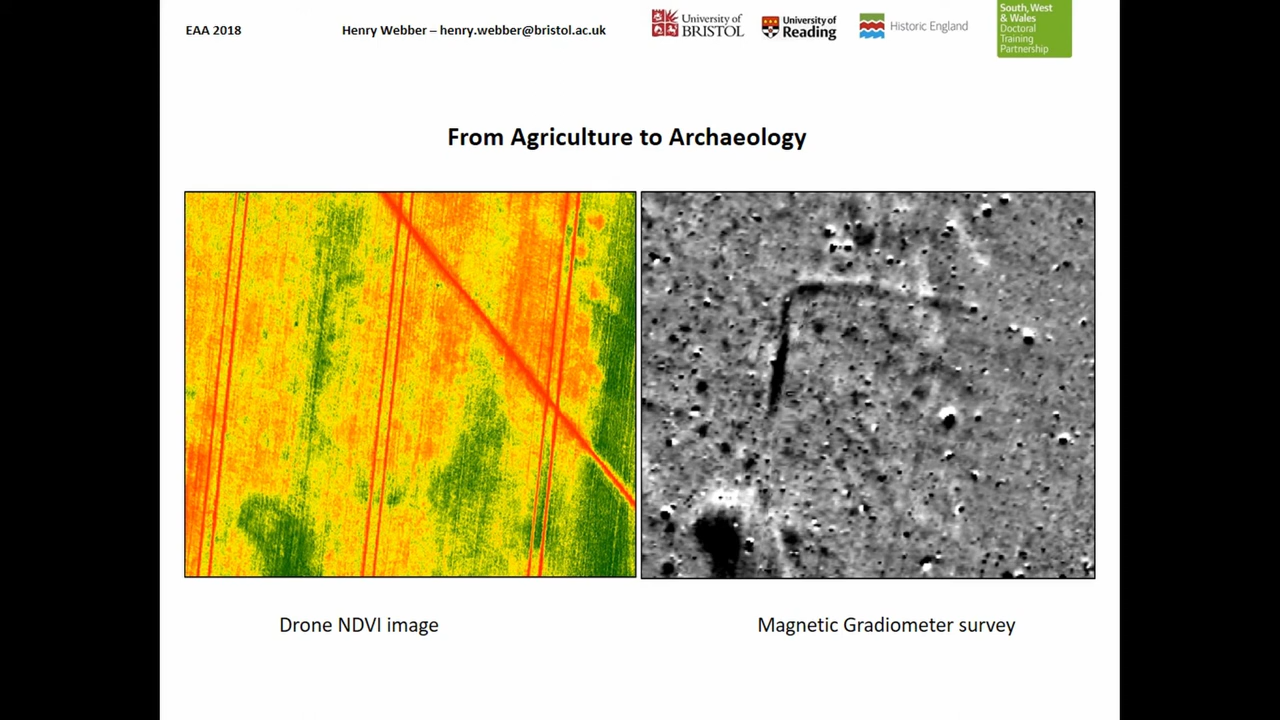 EAA 2018
Henry Webber – henry.webber@bristol.ac.uk
University of
BRISTOL
University of
Reading
Historic England
South, West
& Wales
Doctoral
Training
Partnership
From Agriculture to Archaeology
Drone NDVI image
Magnetic Gradiometer survey